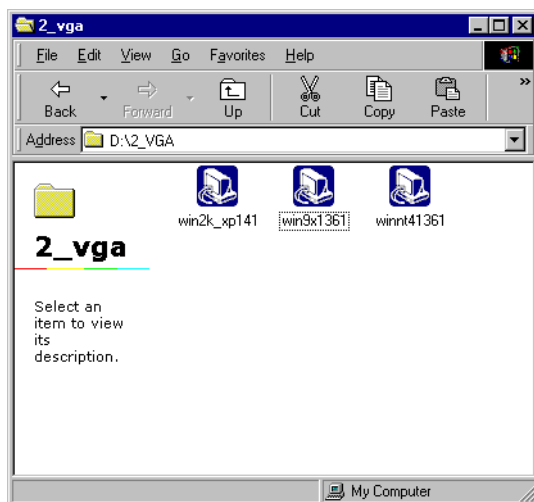 2_vga
File Edit View Go Favorites Help
Back Forward Up Cut Copy Paste »
Address D:\2_VGA
win2k_xp141 win9x1361 winnt41361
2_vga
Select an
item to view
its
description.
My Computer